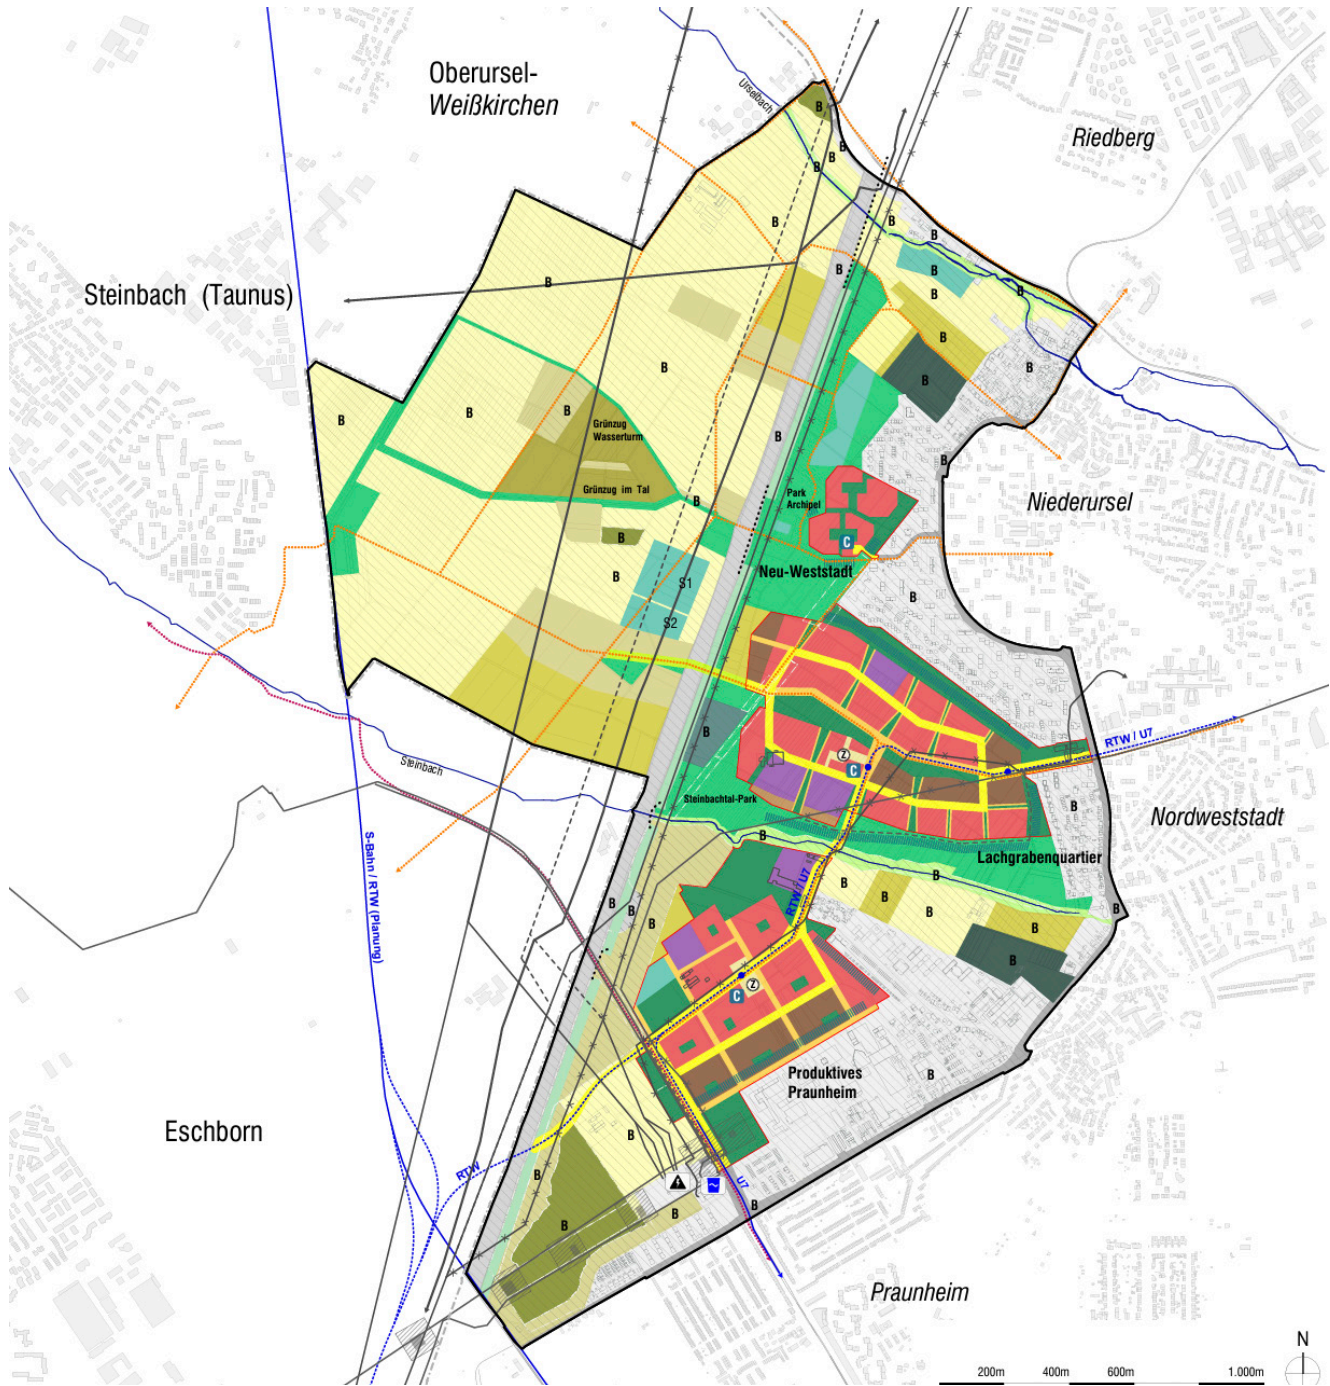 Oberursel-
Weißkirchen
Urselbach
B
B
B
B
Riedberg
B
B
B
B
B
B
B
Steinbach (Taunus)
B
B
B
B
B
B
B
B
B
Grünzug
Wasserturm
B
B
Grünzug im Tal
B
Park
Archipel
Niederursel
B
C
Neu-Weststadt
B
S1
B
S2
B
RTW / U7
Z
C
Steinbach
Steinbachtal-Park
Nordweststadt
B
B
Lachgrabenquartier
S-Bahn / RTW (Planung)
RTW / U7
B
B
B
B
B
B
B
B
B
B
B
Z
C
Produktives
Praunheim
B
Eschborn
B
RTW
B
U7
B
B
B
Praunheim
N
200m
400m
600m
1.000m